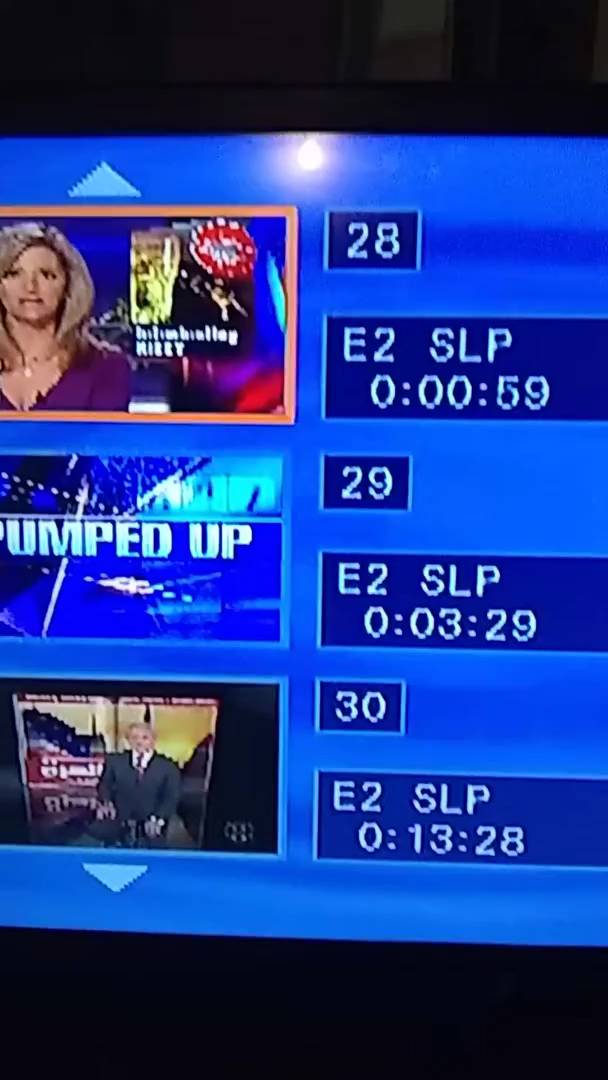 28
E2 SLP
0:00:59
29
PUMPED UP
E2 SLP
0:03:29
30
E2 SLP
0:13:28